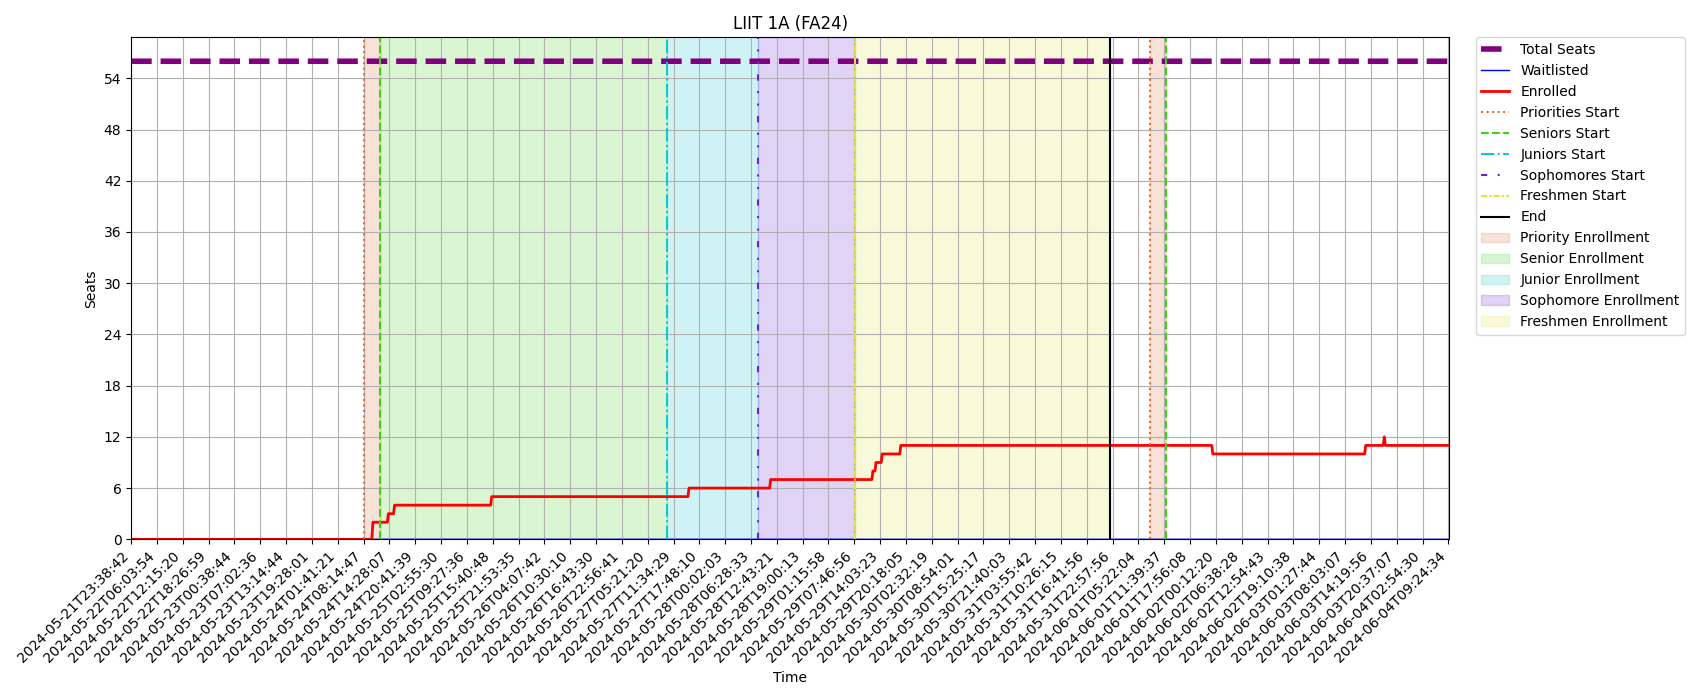 LIIT 1A (FA24)
Total Seats
Waitlisted
Enrolled
Priorities Start
Seniors Start
Juniors Start
Sophomores Start
Freshmen Start
End
Priority Enrollment
Senior Enrollment
Junior Enrollment
Sophomore Enrollment
Freshmen Enrollment
Seats
54
48
42
36
30
24
18
12
6
0
2024-05-21T23:38:42
2024-05-22T06:03:54
2024-05-22T12:15:20
2024-05-22T18:26:59
2024-05-23T00:38:44
2024-05-23T07:02:36
2024-05-23T13:14:44
2024-05-23T19:28:01
2024-05-24T01:41:21
2024-05-24T08:14:47
2024-05-24T14:28:07
2024-05-24T20:41:39
2024-05-25T02:55:30
2024-05-25T09:27:36
2024-05-25T15:40:48
2024-05-25T21:53:35
2024-05-26T04:07:42
2024-05-26T10:30:10
2024-05-26T16:43:30
2024-05-26T22:56:41
2024-05-27T05:21:20
2024-05-27T11:34:29
2024-05-27T17:48:10
2024-05-28T00:02:03
2024-05-28T06:28:33
2024-05-28T12:43:21
2024-05-28T19:00:13
2024-05-29T01:15:58
2024-05-29T07:46:56
2024-05-29T14:03:23
2024-05-29T20:18:05
2024-05-30T02:32:19
2024-05-30T08:54:01
2024-05-30T15:25:17
2024-05-30T21:40:03
2024-05-31T03:55:42
2024-05-31T10:26:15
2024-05-31T16:41:56
2024-05-31T22:57:56
2024-06-01T05:22:04
2024-06-01T11:39:37
2024-06-01T17:56:08
2024-06-02T00:12:20
2024-06-02T06:38:28
2024-06-02T12:54:43
2024-06-02T19:10:38
2024-06-03T01:27:44
2024-06-03T08:03:07
2024-06-03T14:19:56
2024-06-03T20:37:07
2024-06-04T02:54:30
2024-06-04T09:24:34
Time